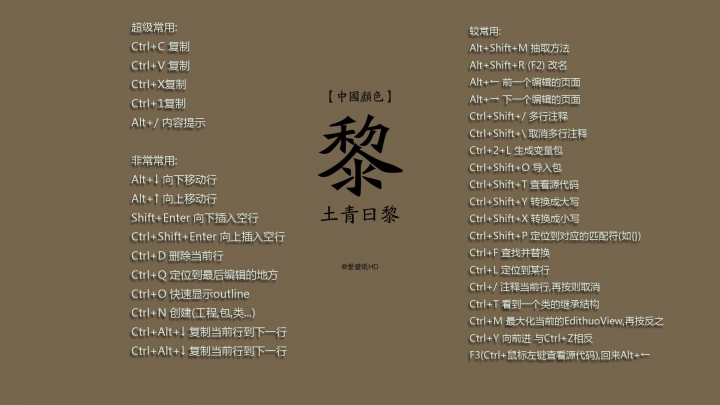 超级常用:
Ctrl+C 复制
Ctrl+V 复制
Ctrl+X复制
Ctrl+1复制
Alt+/ 内容提示
非常常用:
Alt+↓ 向下移动行
Alt+↑ 向上移动行
Shift+Enter 向下插入空行
Ctrl+Shift+Enter 向上插入空行
Ctrl+D 删除当前行
Ctrl+Q 定位到最后编辑的地方
Ctrl+O 快速显示outline
Ctrl+N 创建(工程,包,类...)
Ctrl+Alt+↓ 复制当前行到下一行
Ctrl+Alt+↓ 复制当前行到下一行
【中國顔色】
黎
土青曰黎
@壁纸HD
较常用:
Alt+Shift+M 抽取方法
Alt+Shift+R (F2) 改名
Alt+← 前一个编辑的页面
Alt+→ 下一个编辑的页面
Ctrl+Shift+/ 多行注释
Ctrl+Shift+\ 取消多行注释
Ctrl+2+L 生成变量包
Ctrl+Shift+O 导入包
Ctrl+Shift+T 查看源代码
Ctrl+Shift+Y 转换成大写
Ctrl+Shift+X 转换成小写
Ctrl+Shift+P 定位到对应的匹配符(如{})
Ctrl+F 查找并替换
Ctrl+L 定位到某行
Ctrl+/ 注释当前行,再按则取消
Ctrl+T 看到一个类的继承结构
Ctrl+M 最大化当前的EdithuoView,再按反之
Ctrl+Y 向前进 与Ctrl+Z相反
F3(Ctrl+鼠标左键查看源代码),回来Alt+←